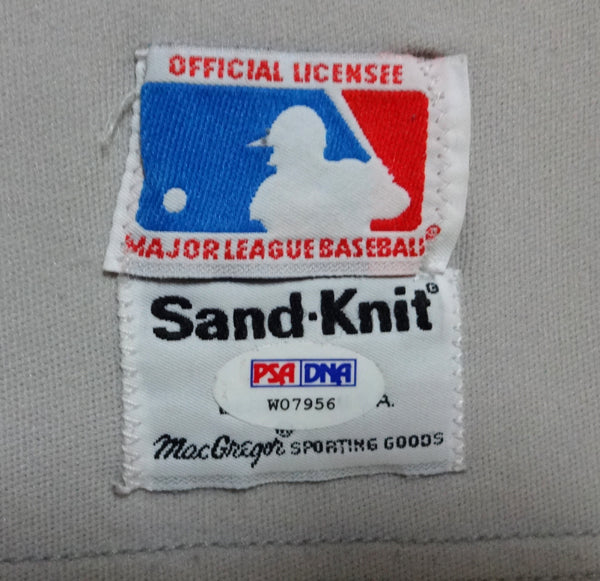 OFFICIAL LICENSEE
MAJOR LEAGUE BASEBALL®
Sand-Knit®
PSA DNA
W07956 A.
MacGregor® SPORTING GOODS